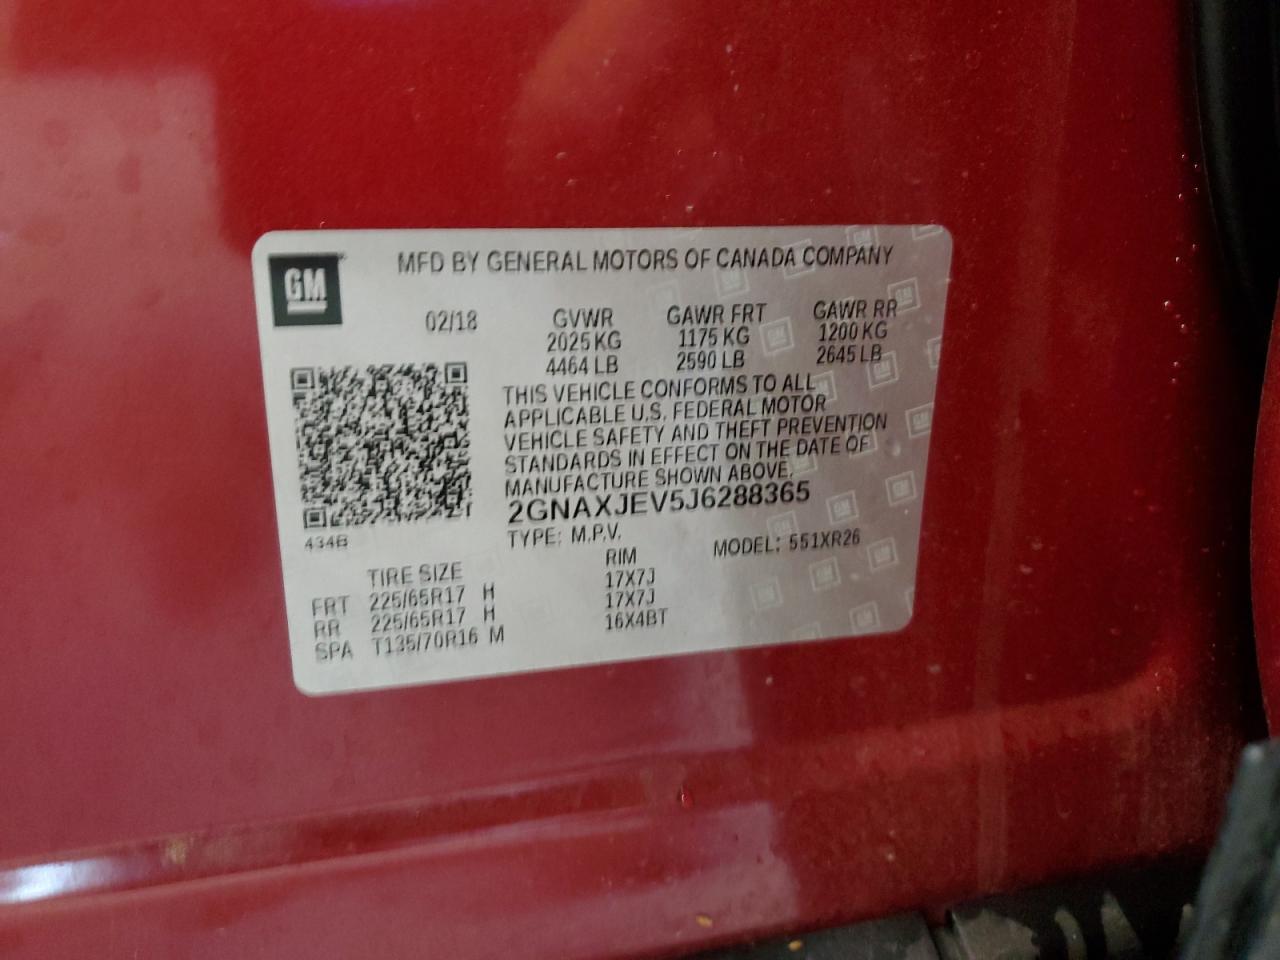 GM
MFD BY GENERAL MOTORS OF CANADA COMPANY
02/18 GVWR GAWR FRT GAWR RR
2025 KG 1175 KG 1200 KG
4464 LB 2590 LB 2645 LB
THIS VEHICLE CONFORMS TO ALL
APPLICABLE U.S. FEDERAL MOTOR
VEHICLE SAFETY AND THEFT PREVENTION
STANDARDS IN EFFECT ON THE DATE OF
MANUFACTURE SHOWN ABOVE.
2GNAXJEV5J6288365
434B
TYPE: M.P.V. MODEL: 551XR26
TIRE SIZE RIM
FRT 225/65R17 H 17X7J
RR 225/65R17 H 17X7J
SPA T135/70R16 M 16X4BT